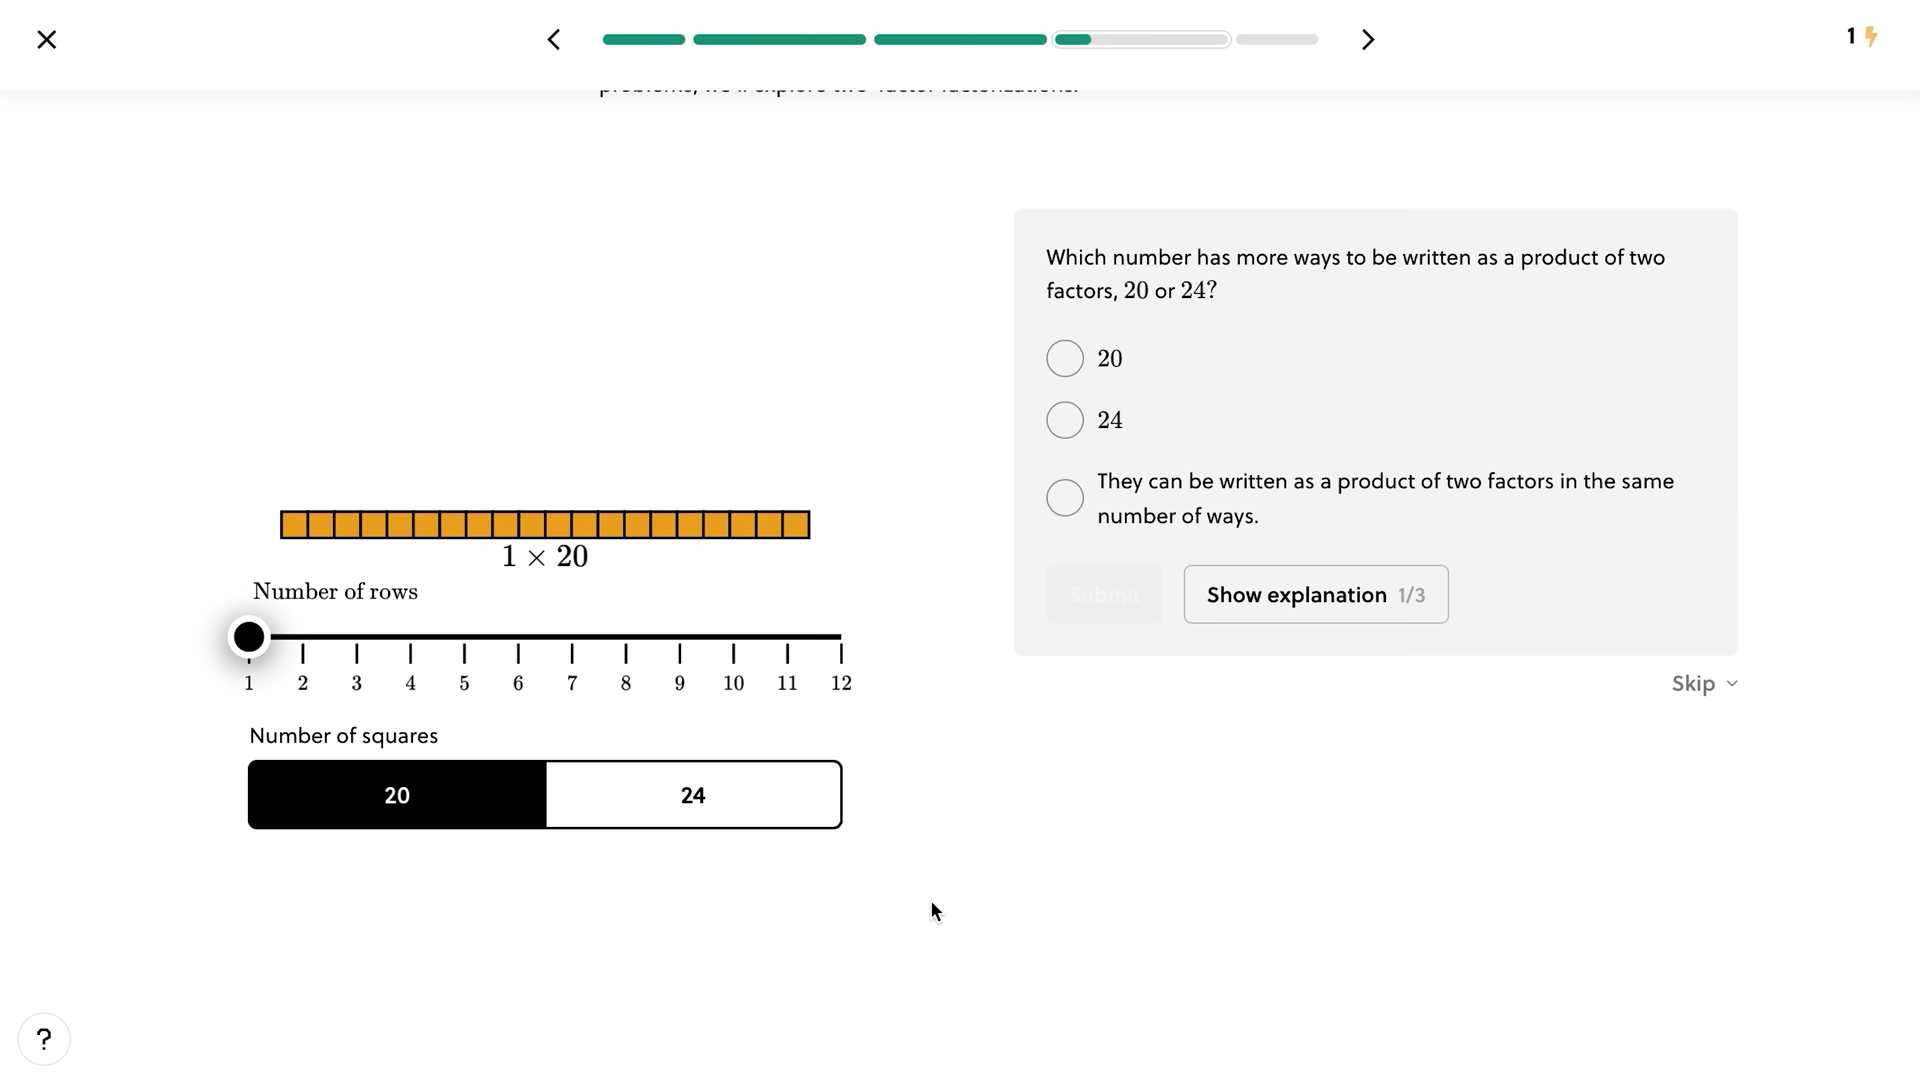 1
Which number has more ways to be written as a product of two
factors, 20 or 24?
20
24
They can be written as a product of two factors in the same
number of ways.
Submit
Show explanation 1/3
Skip
1 × 20
Number of rows
1 2 3 4 5 6 7 8 9 10 11 12
Number of squares
20 24
?